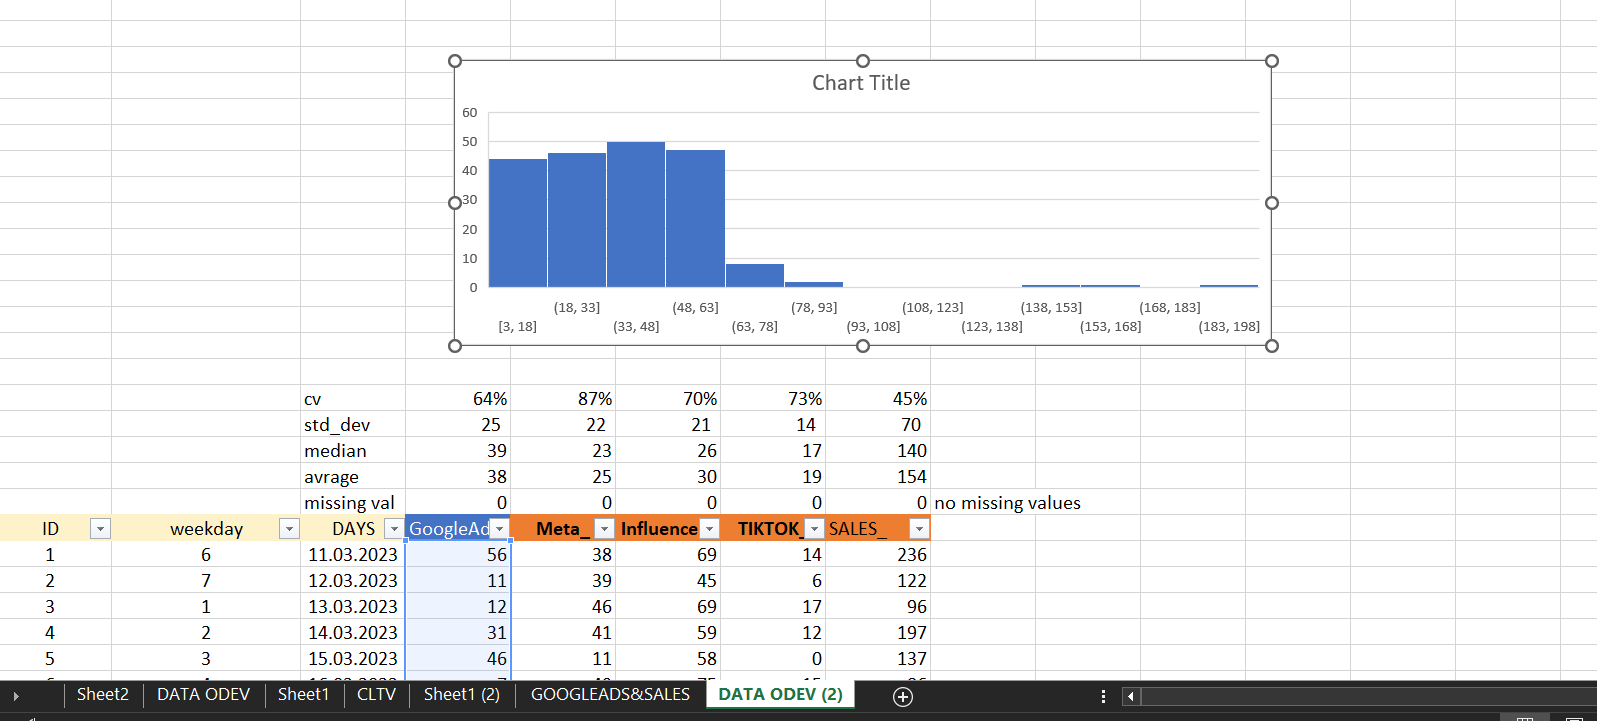 Chart Title
60
50
40
30
20
10
0
(18, 33] (48, 63] (78, 93] (108, 123] (138, 153] (168, 183]
[3, 18] (33, 48] (63, 78] (93, 108] (123, 138] (153, 168] (183, 198]
cv 64% 87% 70% 73% 45%
std_dev 25 22 21 14 70
median 39 23 26 17 140
avrage 38 25 30 19 154
missing val 0 0 0 0 0 no missing values
ID weekday DAYS GoogleAd Meta_ Influence TIKTOK_ SALES_
1 6 11.03.2023 56 38 69 14 236
2 7 12.03.2023 11 39 45 6 122
3 1 13.03.2023 12 46 69 17 96
4 2 14.03.2023 31 41 59 12 197
5 3 15.03.2023 46 11 58 0 137
Sheet2 DATA ODEV Sheet1 CLTV Sheet1 (2) GOOGLEADS&SALES DATA ODEV (2)